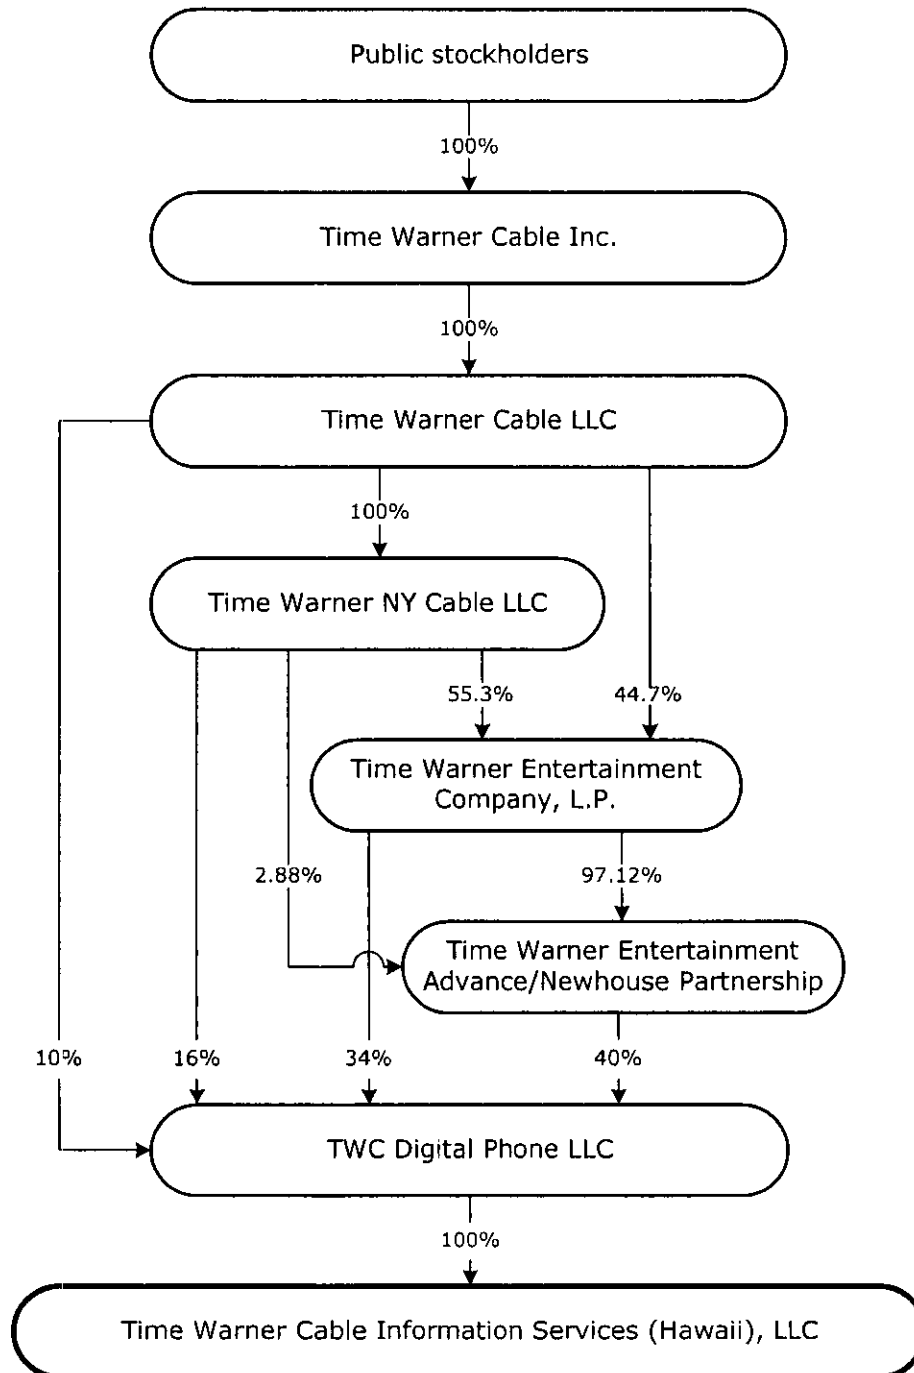 Public stockholders
100%
Time Warner Cable Inc.
100%
Time Warner Cable LLC
100%
Time Warner NY Cable LLC
55.3%
44.7%
Time Warner Entertainment
Company, L.P.
2.88%
97.12%
Time Warner Entertainment
Advance/Newhouse Partnership
10%
16%
34%
40%
TWC Digital Phone LLC
100%
Time Warner Cable Information Services (Hawaii), LLC